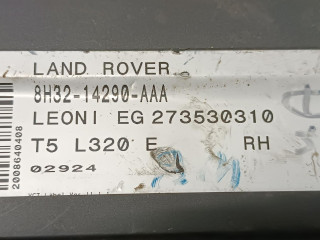 LAND ROVER
8H32-14290-AAA
LEONI EG 273530310
T5 L320 E RH
02924
2008640408